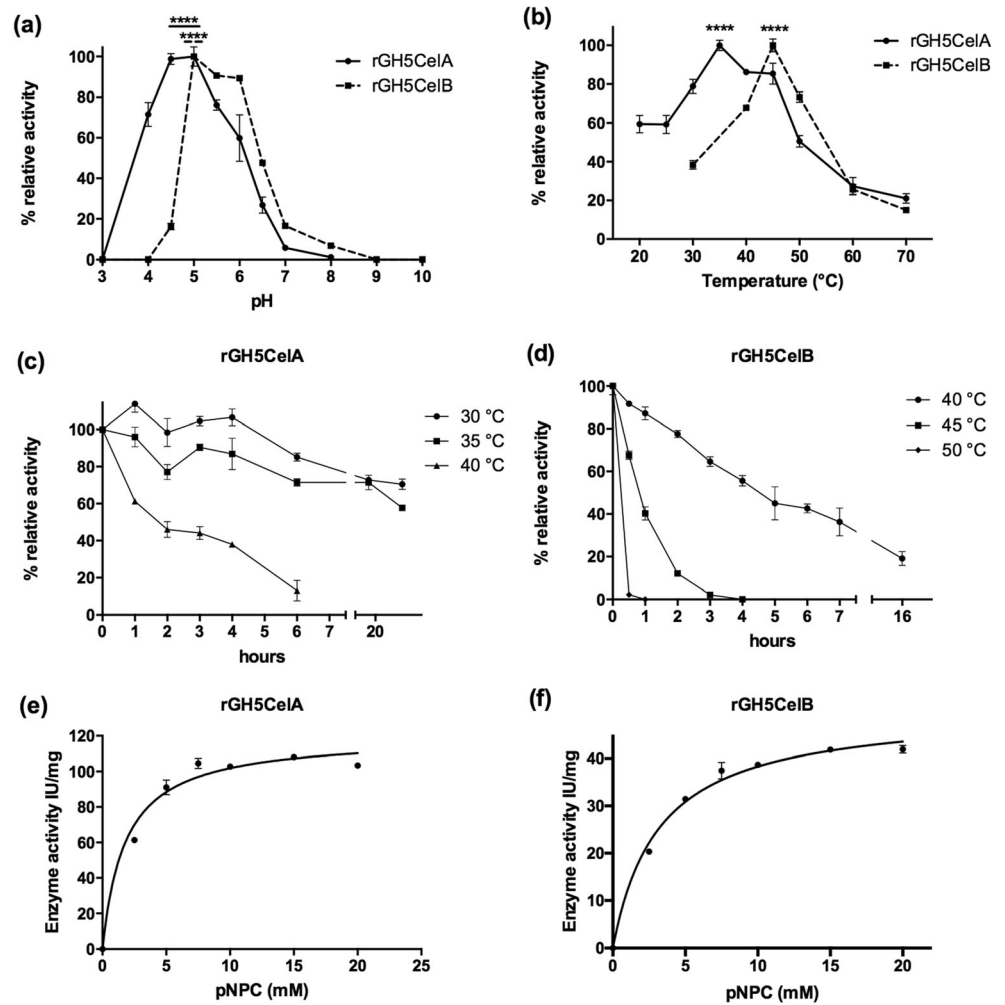 (a)
****
****
rGH5CelA
rGH5CelB
% relative activity
100
80
60
40
20
0
3 4 5 6 7 8 9 10
pH
(b)
**** ****
rGH5CelA
rGH5CelB
% relative activity
100
80
60
40
20
0
20 30 40 50 60 70
Temperature (°C)
(c)
rGH5CelA
30 °C
35 °C
40 °C
% relative activity
100
80
60
40
20
0
0 1 2 3 4 5 6 7 20
hours
(d)
rGH5CelB
40 °C
45 °C
50 °C
% relative activity
100
80
60
40
20
0
0 1 2 3 4 5 6 7 16
hours
(e)
rGH5CelA
Enzyme activity IU/mg
120
100
80
60
40
20
0
0 5 10 15 20 25
pNPC (mM)
(f)
rGH5CelB
Enzyme activity IU/mg
40
30
20
10
0
0 5 10 15 20
pNPC (mM)